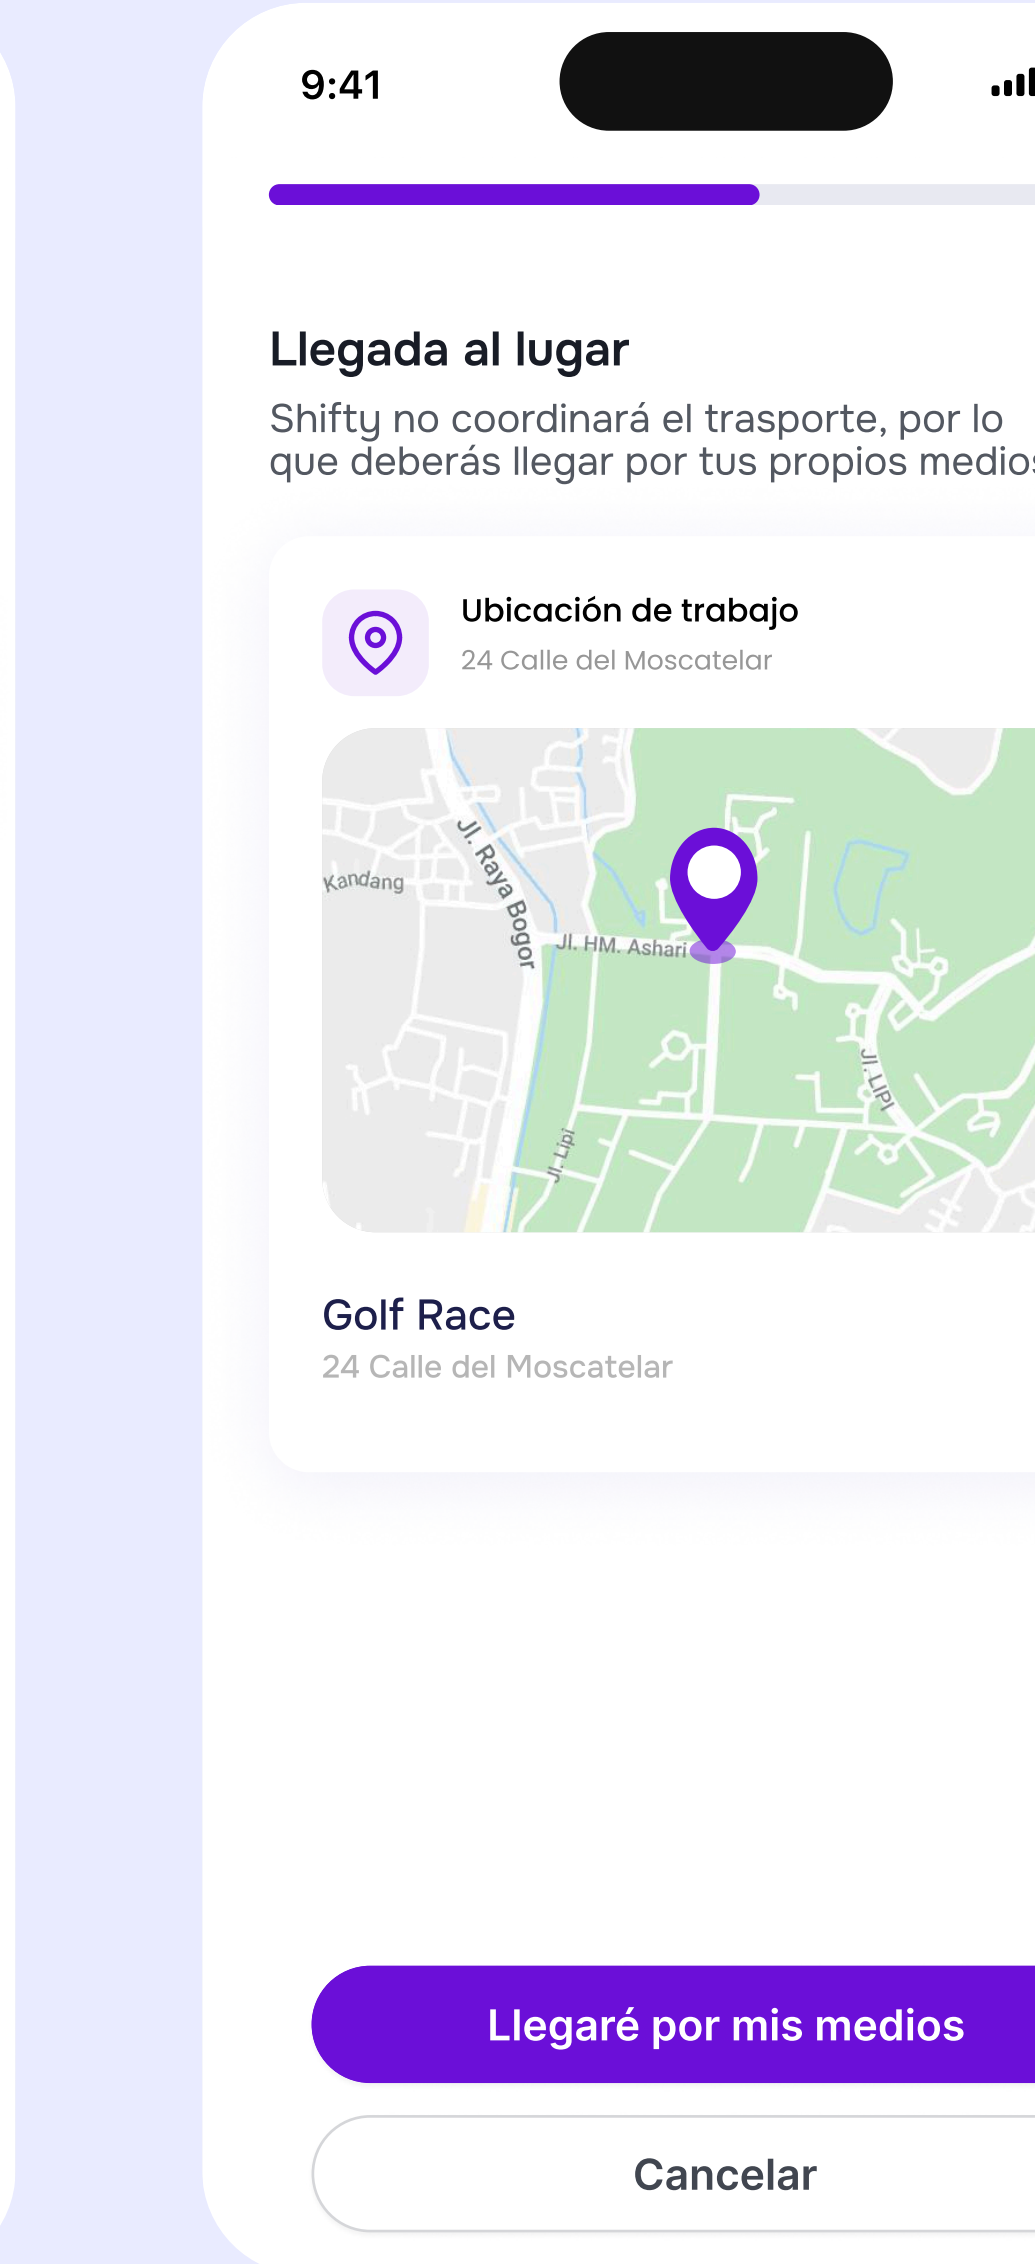 9:41
Llegada al lugar
Shifty no coordinará el trasporte, por lo
que deberás llegar por tus propios medios
Ubicación de trabajo
24 Calle del Moscatelar
Jl. Raya Bogor
Kandang
Jl. HM. Ashari
Jl. LIPI
Jl. Lipi
Golf Race
24 Calle del Moscatelar
Llegaré por mis medios
Cancelar